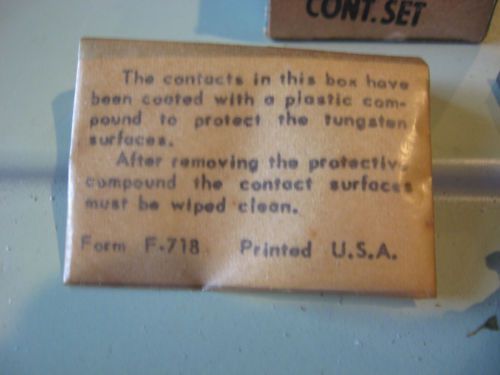 CONT. SET
The contacts in this box have
been coated with a plastic com-
pound to protect the tungsten
surfaces.
After removing the protective
compound the contact surfaces
must be wiped clean.
Form F-718 Printed U.S.A.